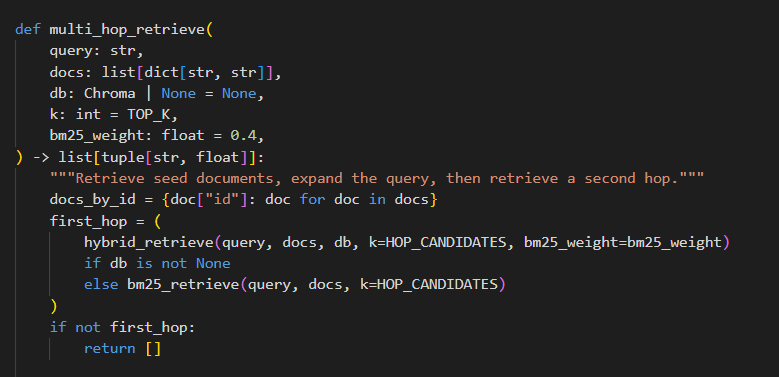 def multi_hop_retrieve(
    query: str,
    docs: list[dict[str, str]],
    db: Chroma | None = None,
    k: int = TOP_K,
    bm25_weight: float = 0.4,
) -> list[tuple[str, float]]:
    """Retrieve seed documents, expand the query, then retrieve a second hop."""
    docs_by_id = {doc["id"]: doc for doc in docs}
    first_hop = (
        hybrid_retrieve(query, docs, db, k=HOP_CANDIDATES, bm25_weight=bm25_weight)
        if db is not None
        else bm25_retrieve(query, docs, k=HOP_CANDIDATES)
    )
    if not first_hop:
        return []